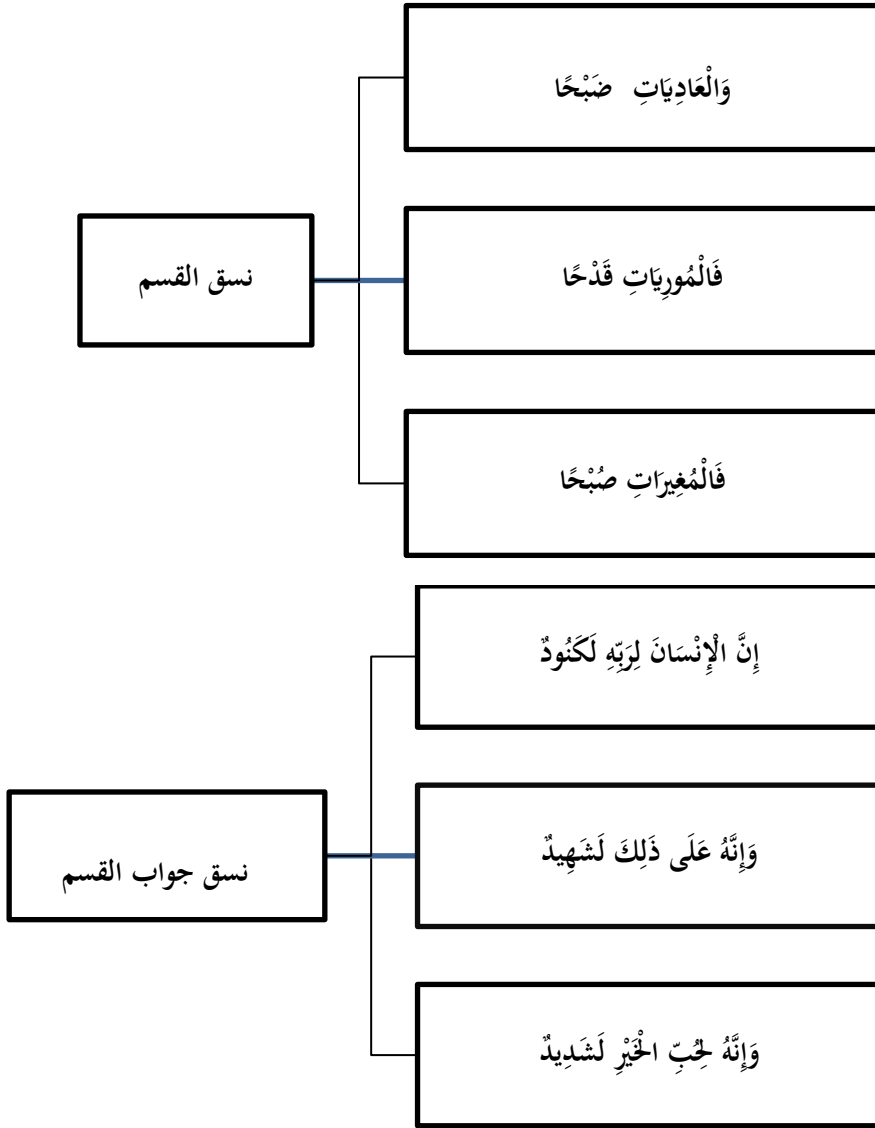 وَالْعَادِيَاتِ ضَبْحًا
نسق القسم
فَالْمُورِيَاتِ قَدْحًا
فَالْمُغِيرَاتِ صُبْحًا
إِنَّ الْإِنْسَانَ لِرَبِّهِ لَكَنُودٌ
نسق جواب القسم
وَإِنَّهُ عَلَى ذَلِكَ لَشَهِيدٌ
وَإِنَّهُ لِحُبِّ الْخَيْرِ لَشَدِيدٌ